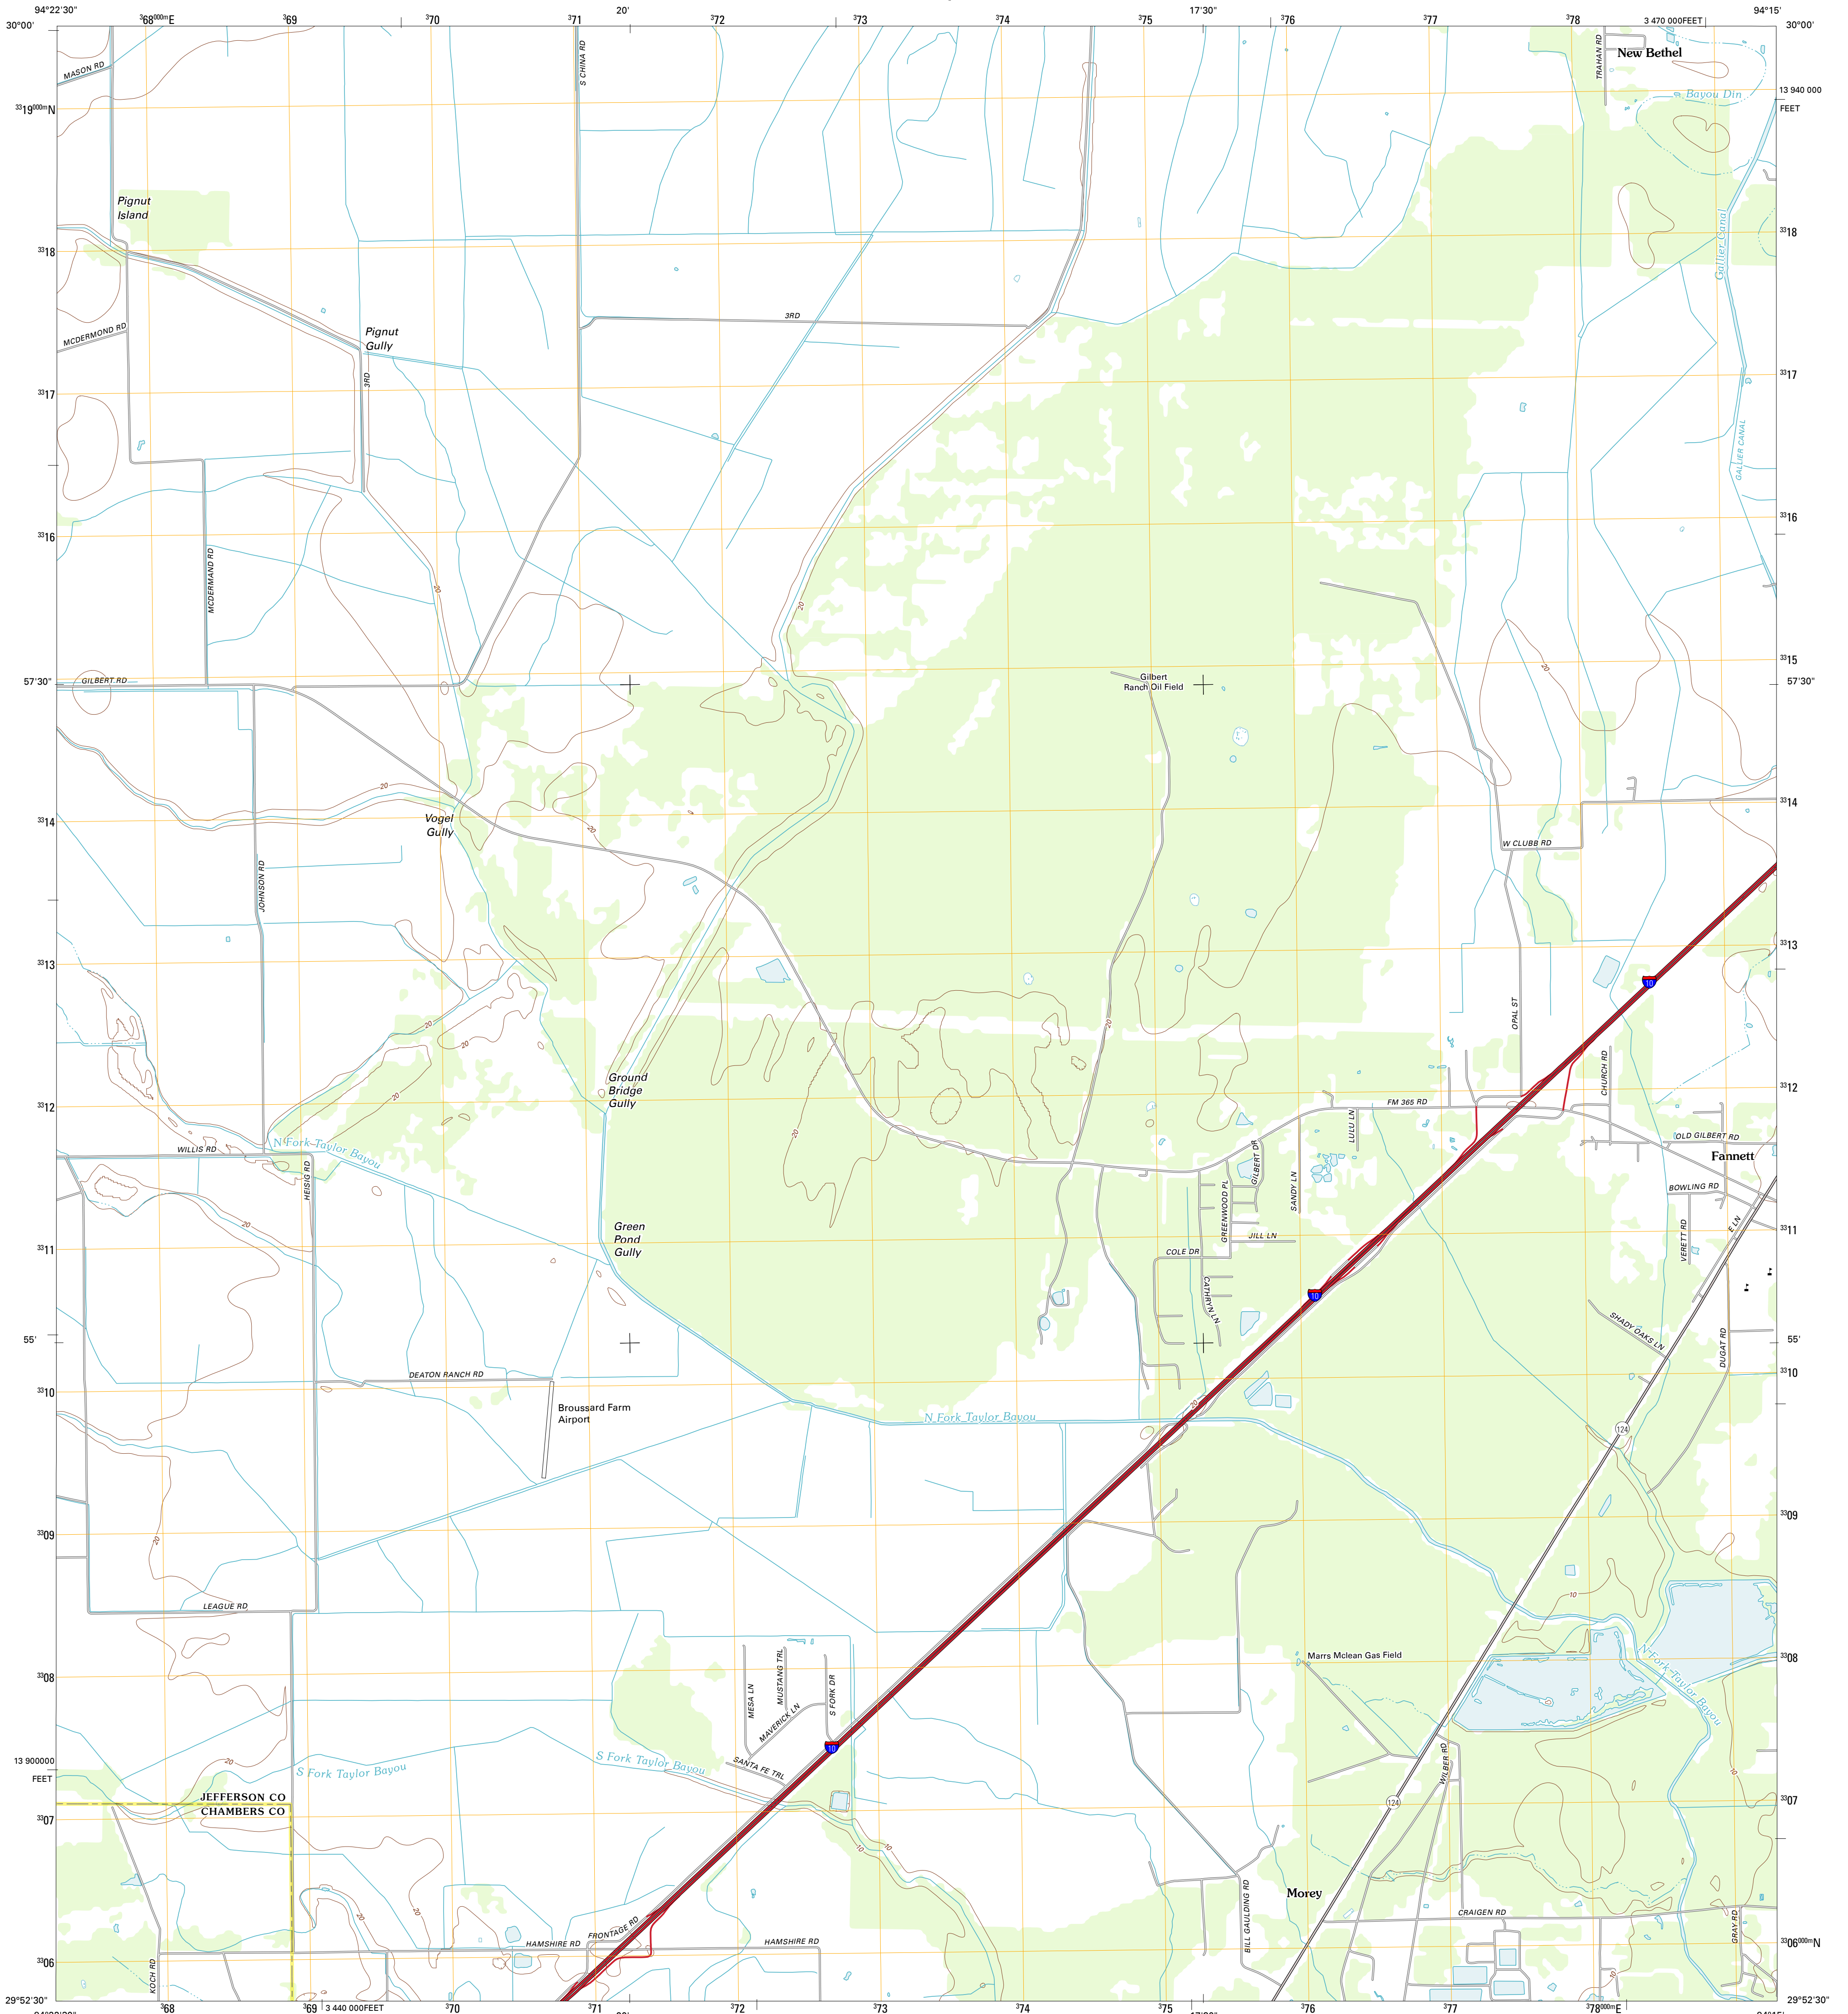 94°22'30"
³68⁰⁰⁰ᵐE
³69
³70
³71
20'
³72
³73
³74
³75
17'30"
³76
³77
³78
3 470 000FEET
94°15'
30°00'
30°00'
MASON RD
S CHINA RD
TRAHAN RD
New Bethel
13 940 000
FEET
Bayou Din
³³19⁰⁰⁰ᵐN
Pignut
Island
Gallier Canal
³³18
³³18
3RD
MCDERMOND RD
Pignut
Gully
3RD
³³17
³³17
GALLIER CANAL
³³16
³³16
MCDERMAND RD
20
20
20
³³15
57'30"
57'30"
GILBERT RD
Gilbert
Ranch Oil Field
20
³³14
³³14
Vogel
Gully
20
W CLUBB RD
JOHNSON RD
³³13
³³13
10
OPAL ST
20
20
20
Ground
Bridge
Gully
CHURCH RD
³³12
³³12
20
FM 365 RD
LULU LN
20
N Fork Taylor Bayou
WILLIS RD
OLD GILBERT RD
Fannett
HEISIG RD
GILBERT DR
GREENWOOD PL
SANDY LN
BOWLING RD
20
Green
Pond
Gully
E LN
VERETT RD
³³11
³³11
JILL LN
COLE DR
CATHRYN LN
10
SHADY OAKS LN
DUGAT RD
55'
55'
DEATON RANCH RD
³³10
³³10
Broussard Farm
Airport
20
N Fork Taylor Bayou
124
³³09
³³09
20
10
LEAGUE RD
Marrs Mclean Gas Field
N Fork Taylor Bayou
³³08
³³08
MESA LN
MUSTANG TRL
S FORK DR
MAVERICK LN
10
WILBER RD
13 900000
FEET
20
S Fork Taylor Bayou
S Fork Taylor Bayou
SANTA FE TRL
10
JEFFERSON CO
CHAMBERS CO
124
³³07
³³07
10
10
20
20
Morey
BILL GAULDING RD
CRAIGEN RD
GRAY RD
FRONTAGE RD
HAMSHIRE RD
HAMSHIRE RD
³³06
³³06⁰⁰⁰ᵐN
KOCH RD
10
29°52'30"
29°52'30"
³68
³69
3 440 000FEET
³70
³71
³72
³73
³74
³75
³76
³77
³78⁰⁰⁰ᵐE